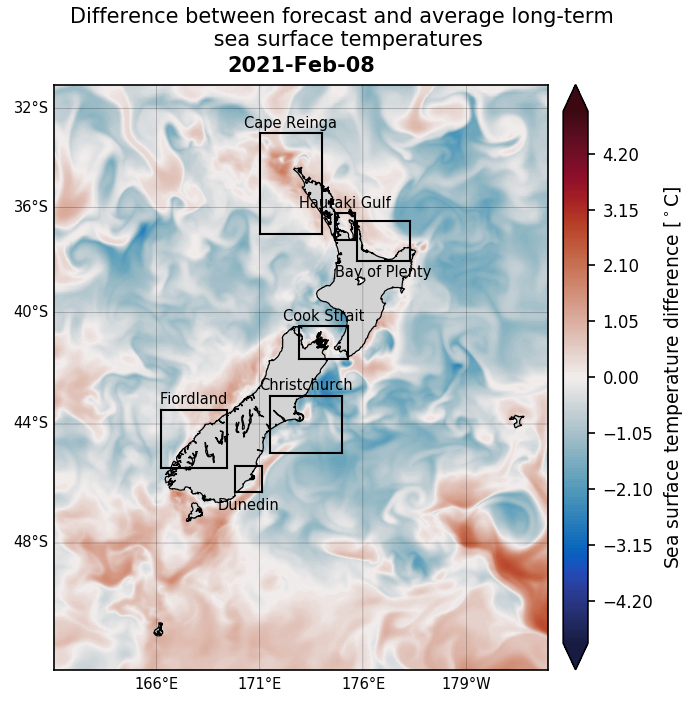 Difference between forecast and average long-term
sea surface temperatures
2021-Feb-08
32°S
36°S
40°S
44°S
48°S
Cape Reinga
Hauraki Gulf
Bay of Plenty
Cook Strait
Christchurch
Fiordland
Dunedin
166°E
171°E
176°E
179°W
4.20
3.15
2.10
1.05
0.00
−1.05
−2.10
−3.15
−4.20
Sea surface temperature difference [°C]